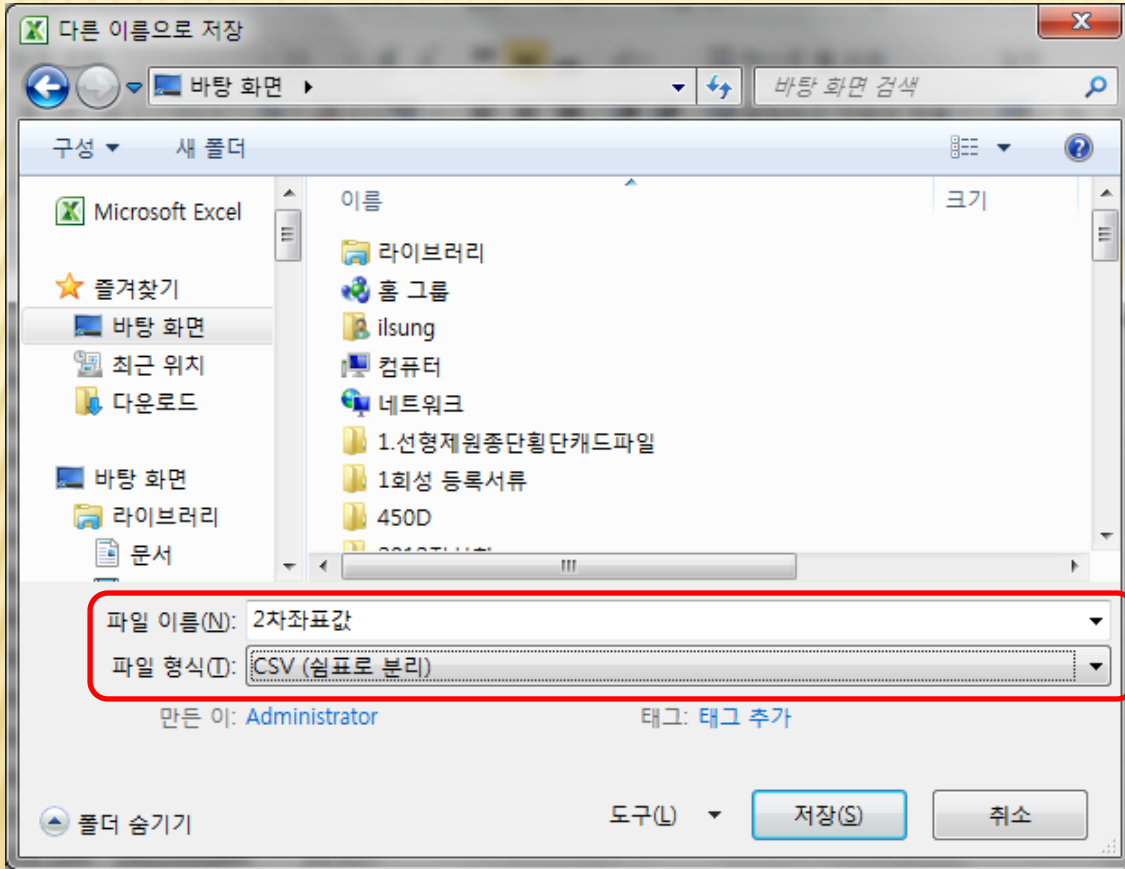 다른 이름으로 저장
바탕 화면
바탕 화면 검색
구성
새 폴더
Microsoft Excel
즐겨찾기
바탕 화면
최근 위치
다운로드
바탕 화면
라이브러리
문서
이름
크기
라이브러리
홈 그룹
ilsung
컴퓨터
네트워크
1.선형제원종단횡단캐드파일
1회성 등록서류
450D
파일 이름(N): 2차좌표값
파일 형식(T): CSV (쉼표로 분리)
만든 이: Administrator
태그: 태그 추가
폴더 숨기기
도구(L)
저장(S)
취소